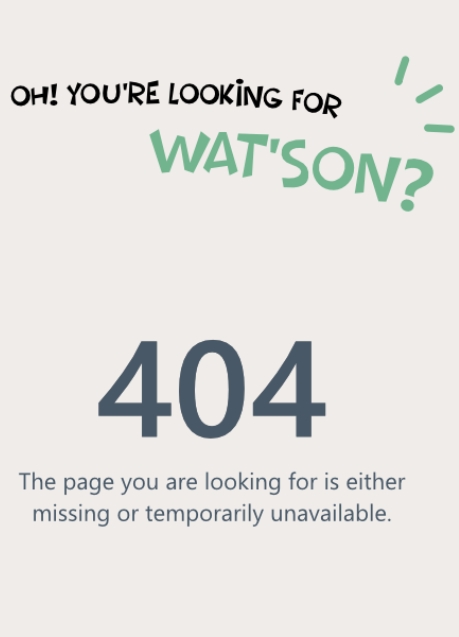 OH! YOU'RE LOOKING FOR
WAT'SON?
404
The page you are looking for is either
missing or temporarily unavailable.